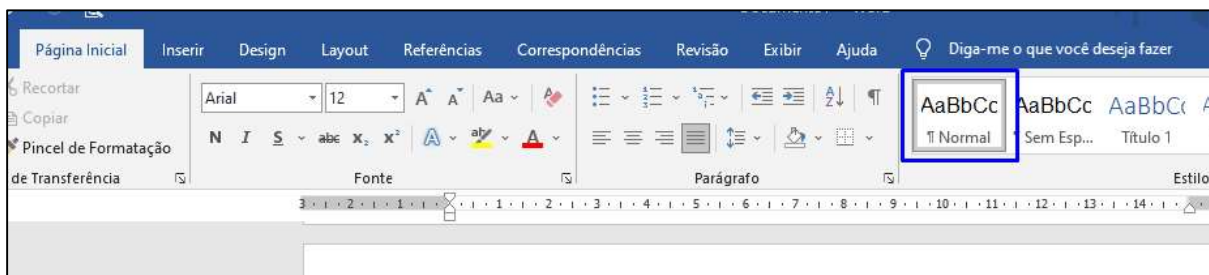 Página Inicial Inserir Design Layout Referências Correspondências Revisão Exibir Ajuda Diga-me o que você deseja fazer
Recortar
Copiar
Pincel de Formatação
Arial 12 A A Aa
N I S abc x₂ x² A aby A
AaBbCc AaBbCc AaBbCc
¶ Normal Sem Esp... Título 1
de Transferência Fonte Parágrafo Estilo
3 2 1 1 2 3 4 5 6 7 8 9 10 11 12 13 14